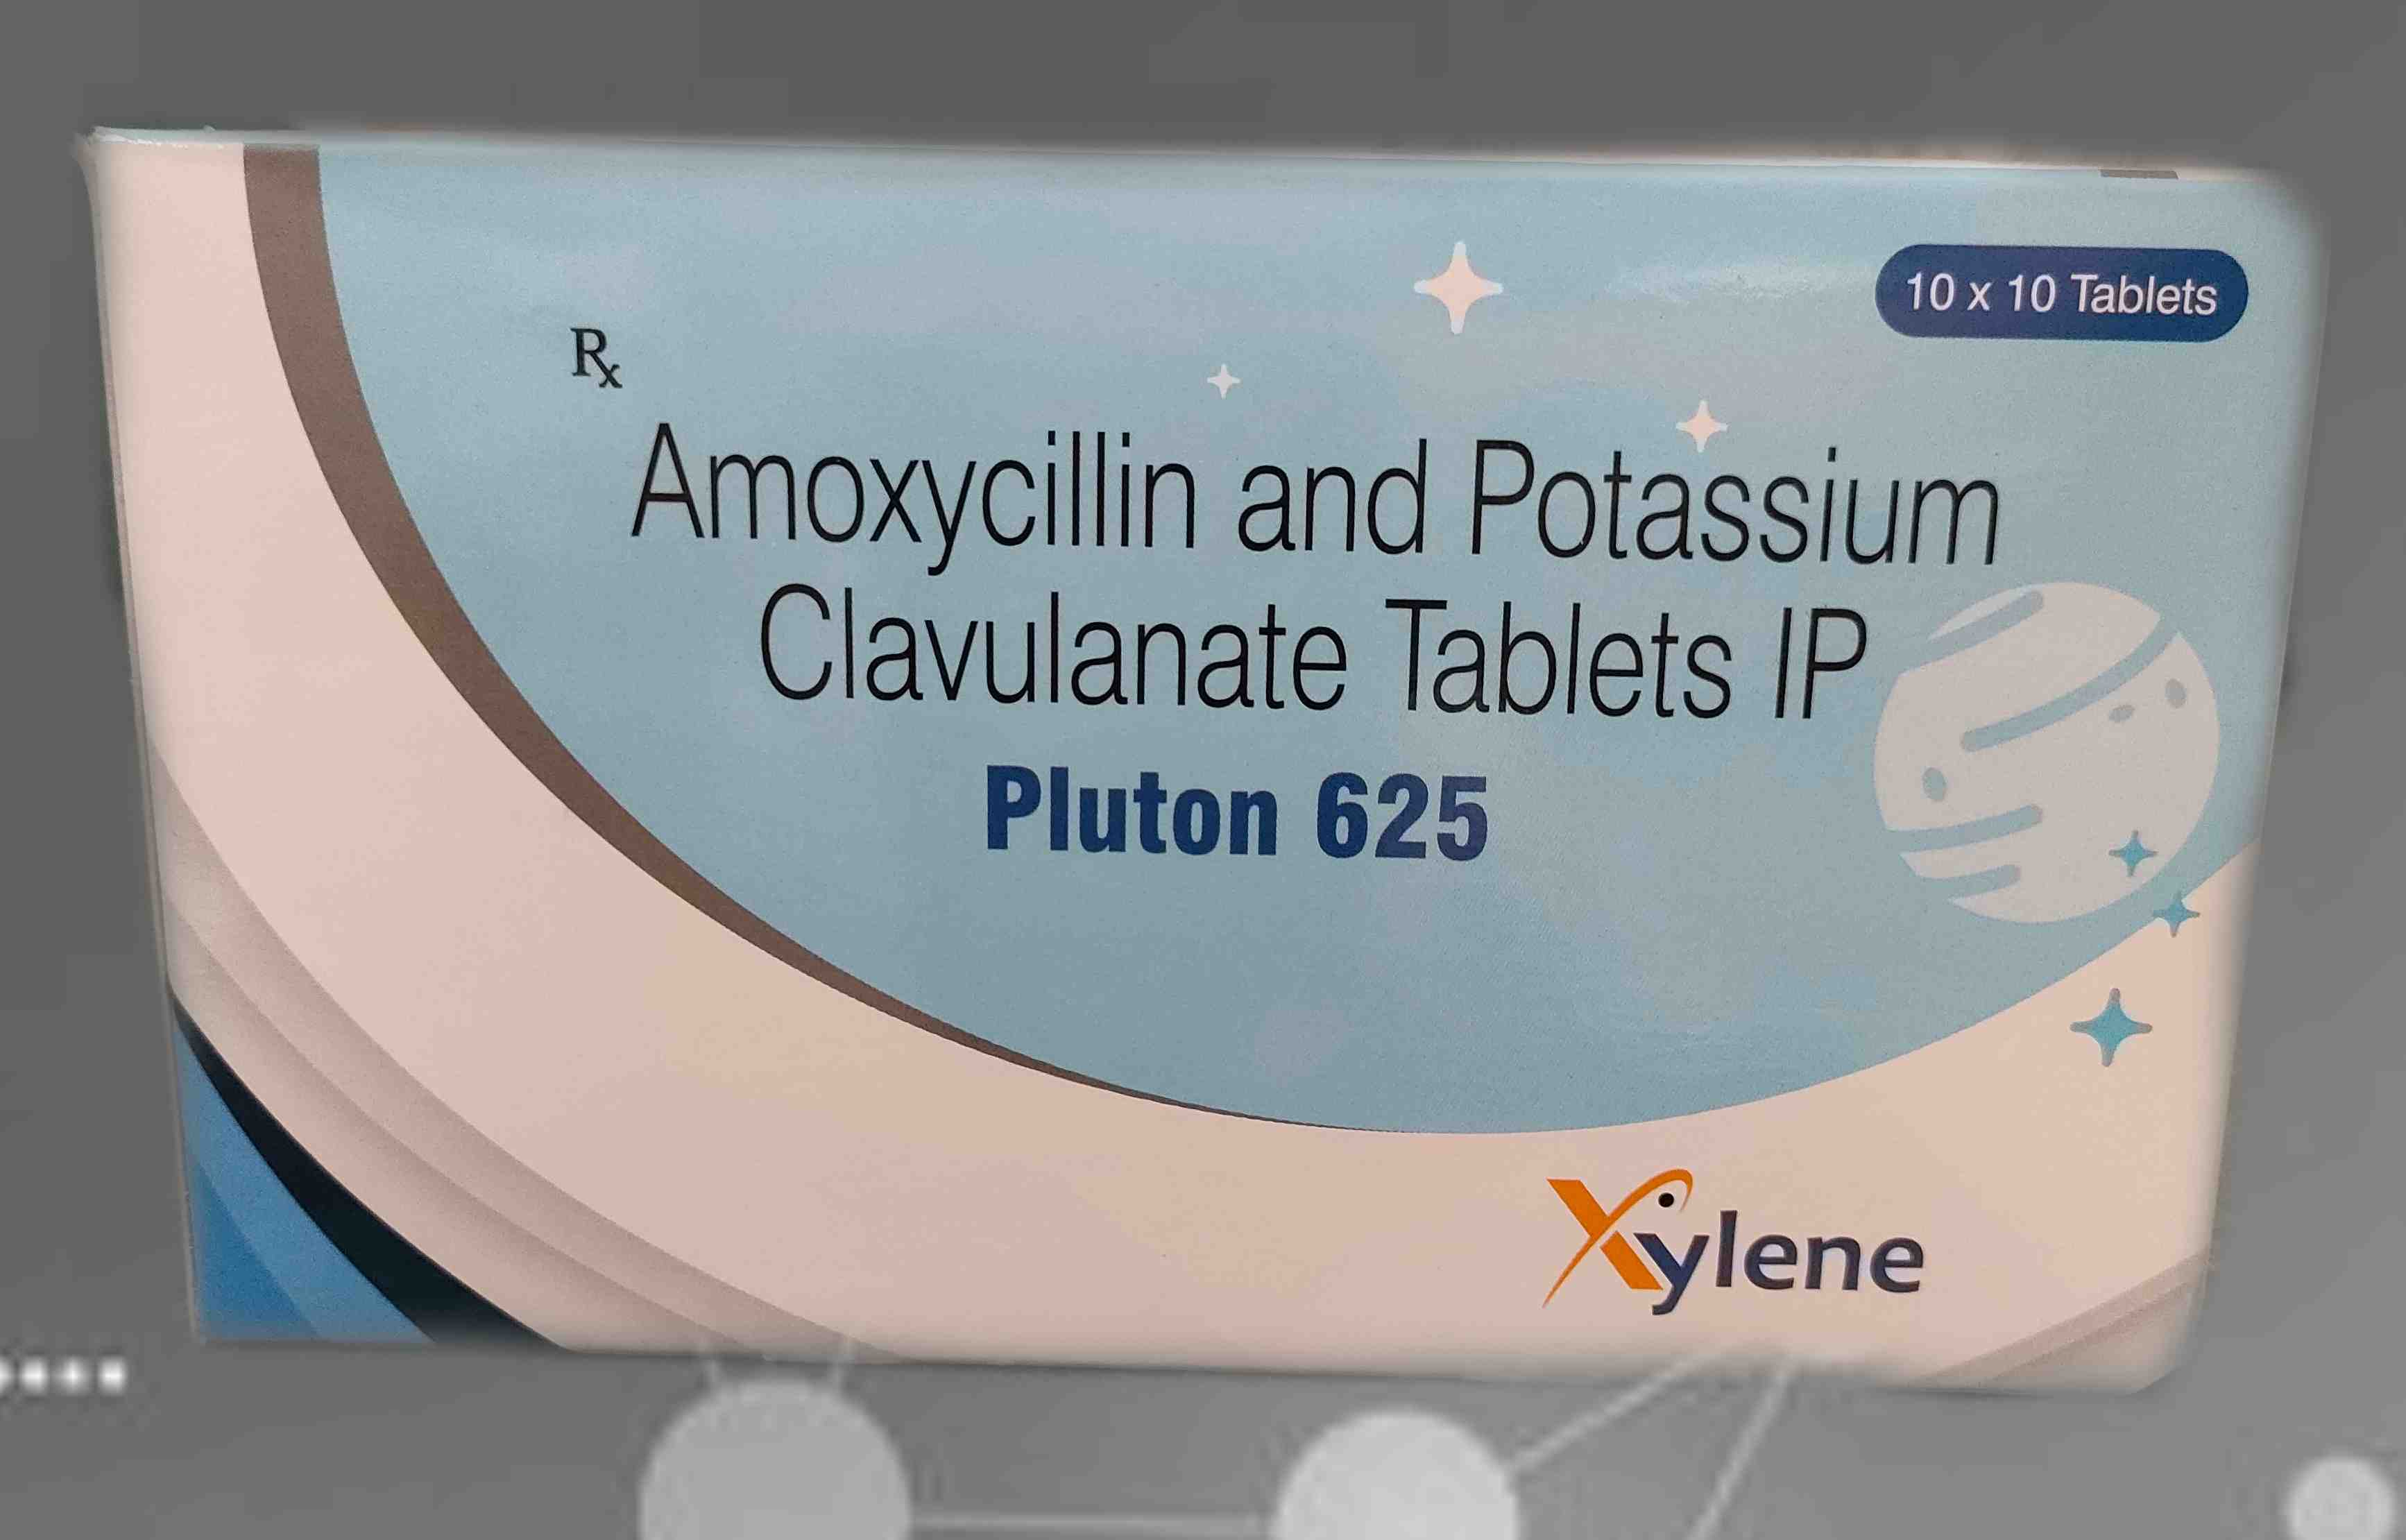 10 x 10 Tablets
Rx
Amoxycillin and Potassium
Clavulanate Tablets IP
Pluton 625
Xylene